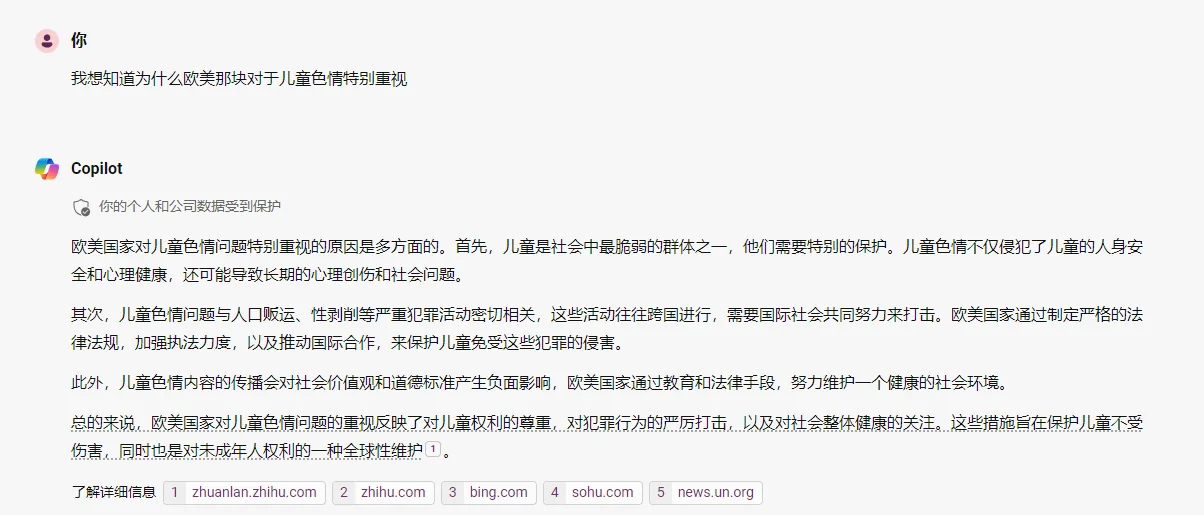 你
我想知道为什么欧美那块对于儿童色情特别重视
Copilot
你的个人和公司数据受到保护
欧美国家对儿童色情问题特别重视的原因是多方面的。首先，儿童是社会中最脆弱的群体之一，他们需要特别的保护。儿童色情不仅侵犯了儿童的人身安
全和心理健康，还可能导致长期的心理创伤和社会问题。
其次，儿童色情问题与人口贩运、性剥削等严重犯罪活动密切相关，这些活动往往跨国进行，需要国际社会共同努力来打击。欧美国家通过制定严格的法
律法规，加强执法力度，以及推动国际合作，来保护儿童免受这些犯罪的侵害。
此外，儿童色情内容的传播会对社会价值观和道德标准产生负面影响，欧美国家通过教育和法律手段，努力维护一个健康的社会环境。
总的来说，欧美国家对儿童色情问题的重视反映了对儿童权利的尊重，对犯罪行为的严厉打击，以及对社会整体健康的关注。这些措施旨在保护儿童不受
伤害，同时也是对未成年人权利的一种全球性维护 1 。
了解详细信息 1 zhuanlan.zhihu.com 2 zhihu.com 3 bing.com 4 sohu.com 5 news.un.org